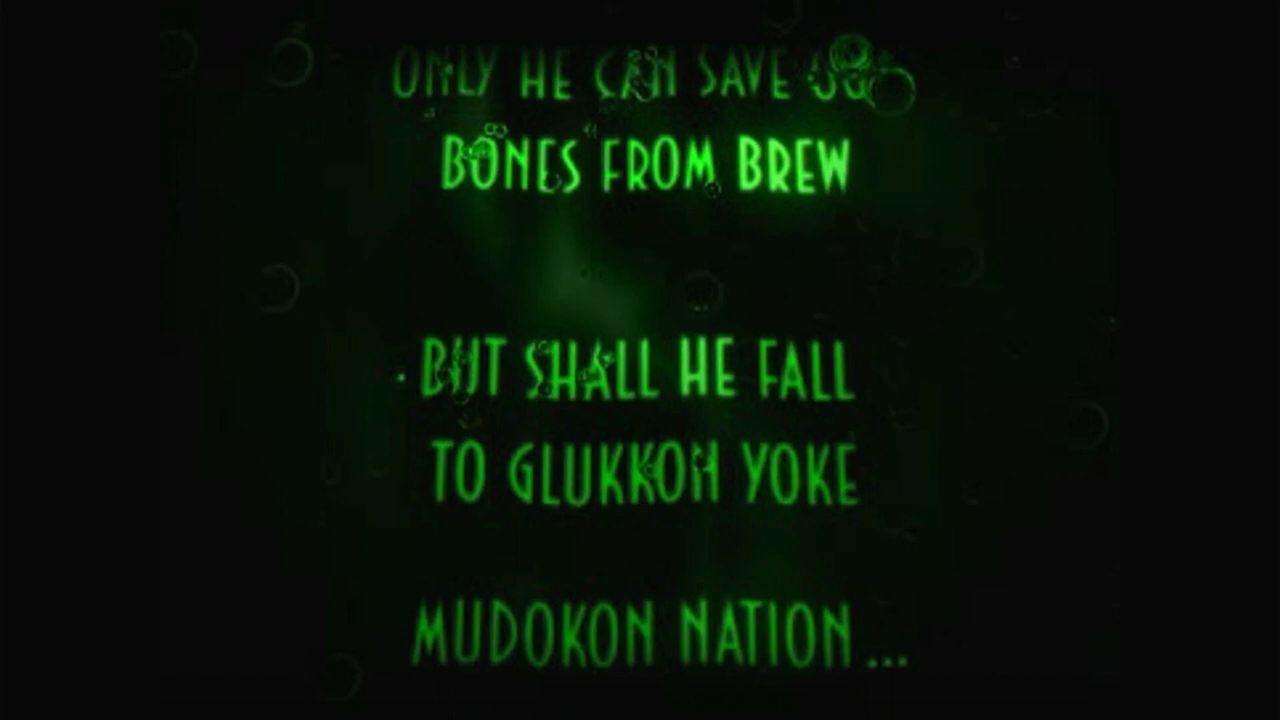 ONLY HE CAN SAVE
BONES FROM BREW
BUT SHALL HE FALL
TO GLUKKON YOKE
MUDOKON NATION...